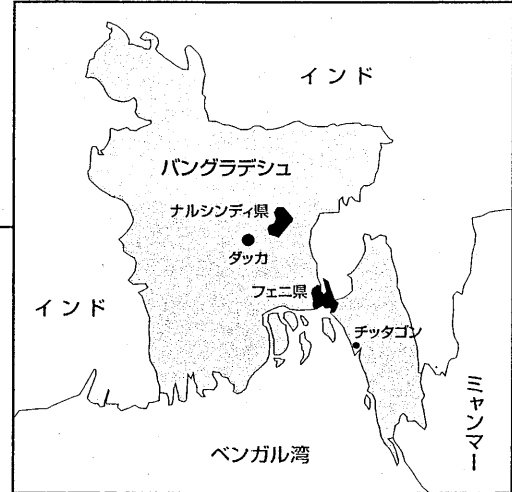 インド
バングラデシュ
ナルシンディ県
ダッカ
フェニ県
インド
チッタゴン
ミャンマー
ベンガル湾